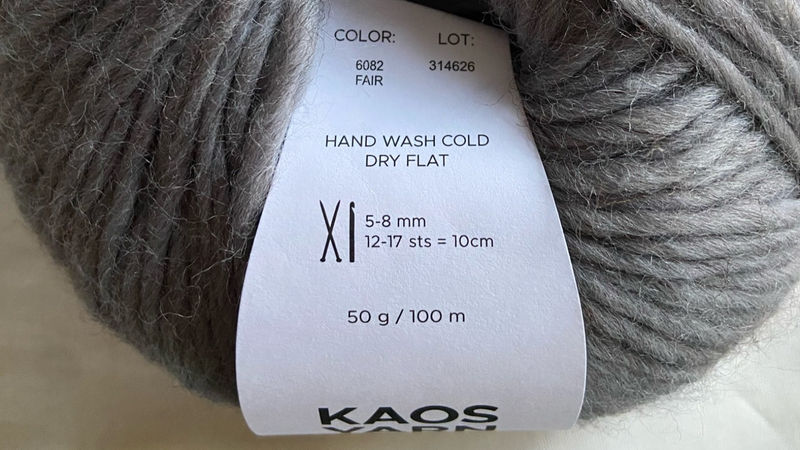 COLOR: LOT:
6082 314626
FAIR
HAND WASH COLD
DRY FLAT
5-8 mm
12-17 sts = 10cm
50 g / 100 m
KAOS
YARN